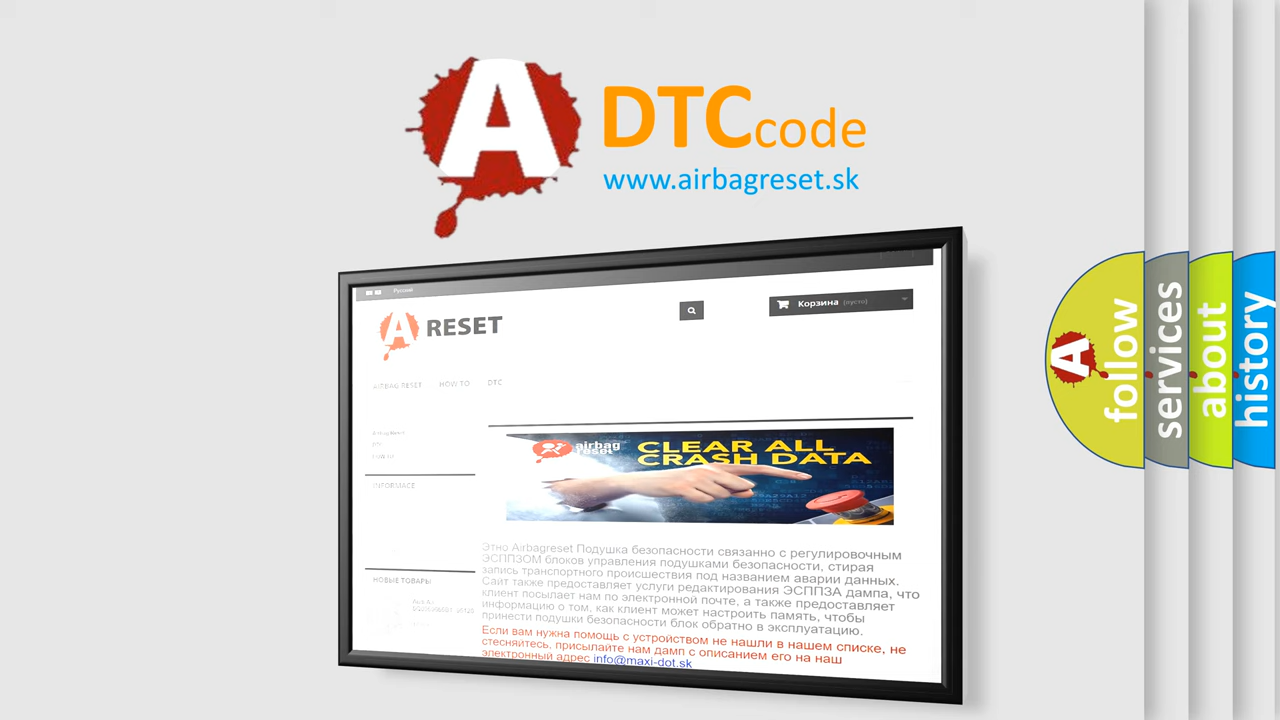 A
DTC code
www.airbagreset.sk
Русский
A RESET
Корзина (пусто)
AIRBAG RESET HOW TO DTC
INFORMACE
airbag
reset
CLEAR ALL
CRASH DATA
Этно Airbagreset Подушка безопасности связанно с регулировочным
ЭСППЗОМ блоков управления подушками безопасности, стирая
запись транспортного происшествия под названием аварии данных.
Сайт также предоставляет услуги редактирования ЭСППЗА дампа, что
клиент посылает нам по электронной почте, а также предоставляет
информацию о том, как клиент может настроить память, чтобы
принести подушки безопасности блок обратно в эксплуатацию.
Если вам нужна помощь с устройством не нашли в нашем списке, не
стесняйтесь, присылайте нам дамп с описанием его на наш
электронный адрес info@maxi-dot.sk
НОВЫЕ ТОВАРЫ
A
follow
services
about
history